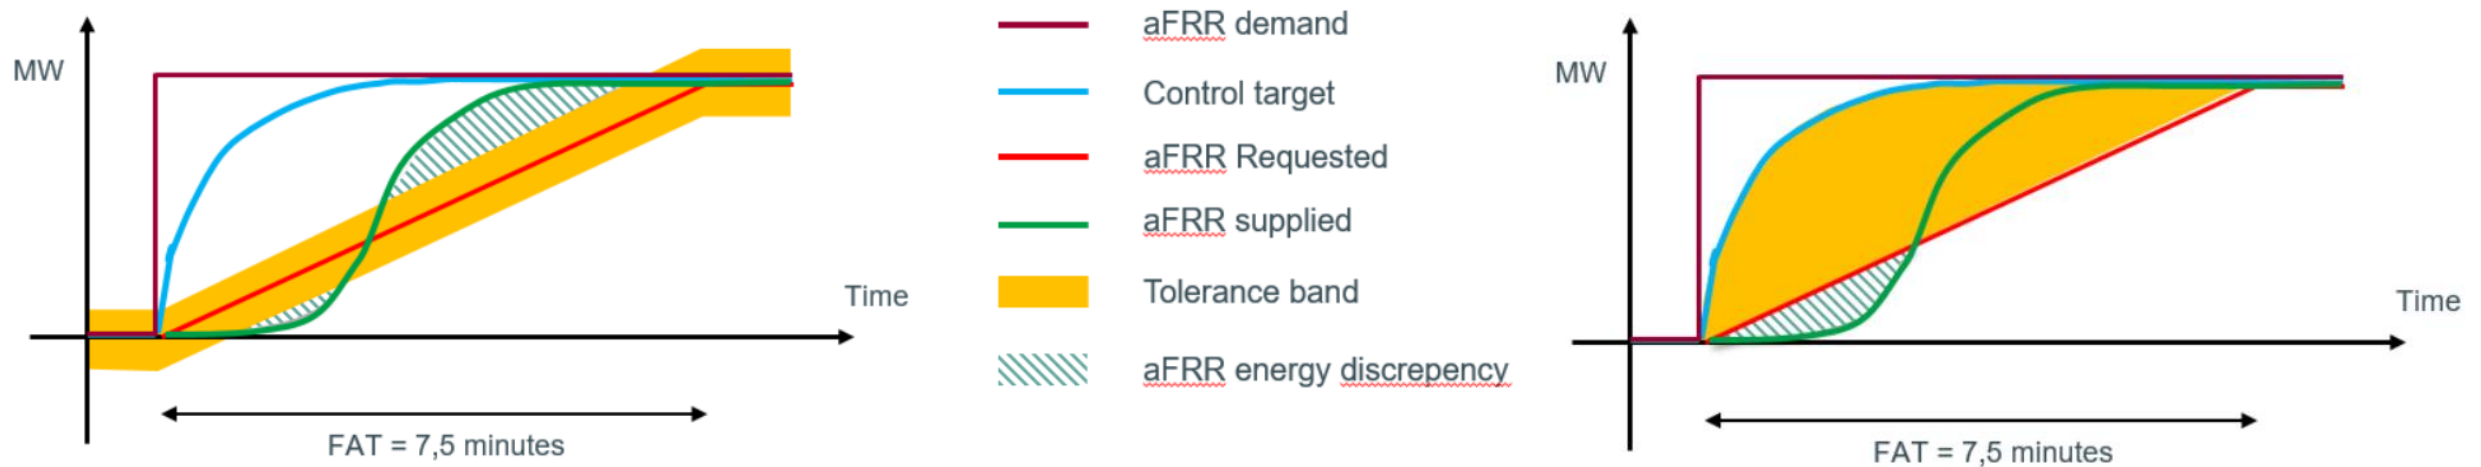 MW
Time
FAT = 7,5 minutes
aFRR demand
Control target
aFRR Requested
aFRR supplied
Tolerance band
aFRR energy discrepency
MW
Time
FAT = 7,5 minutes